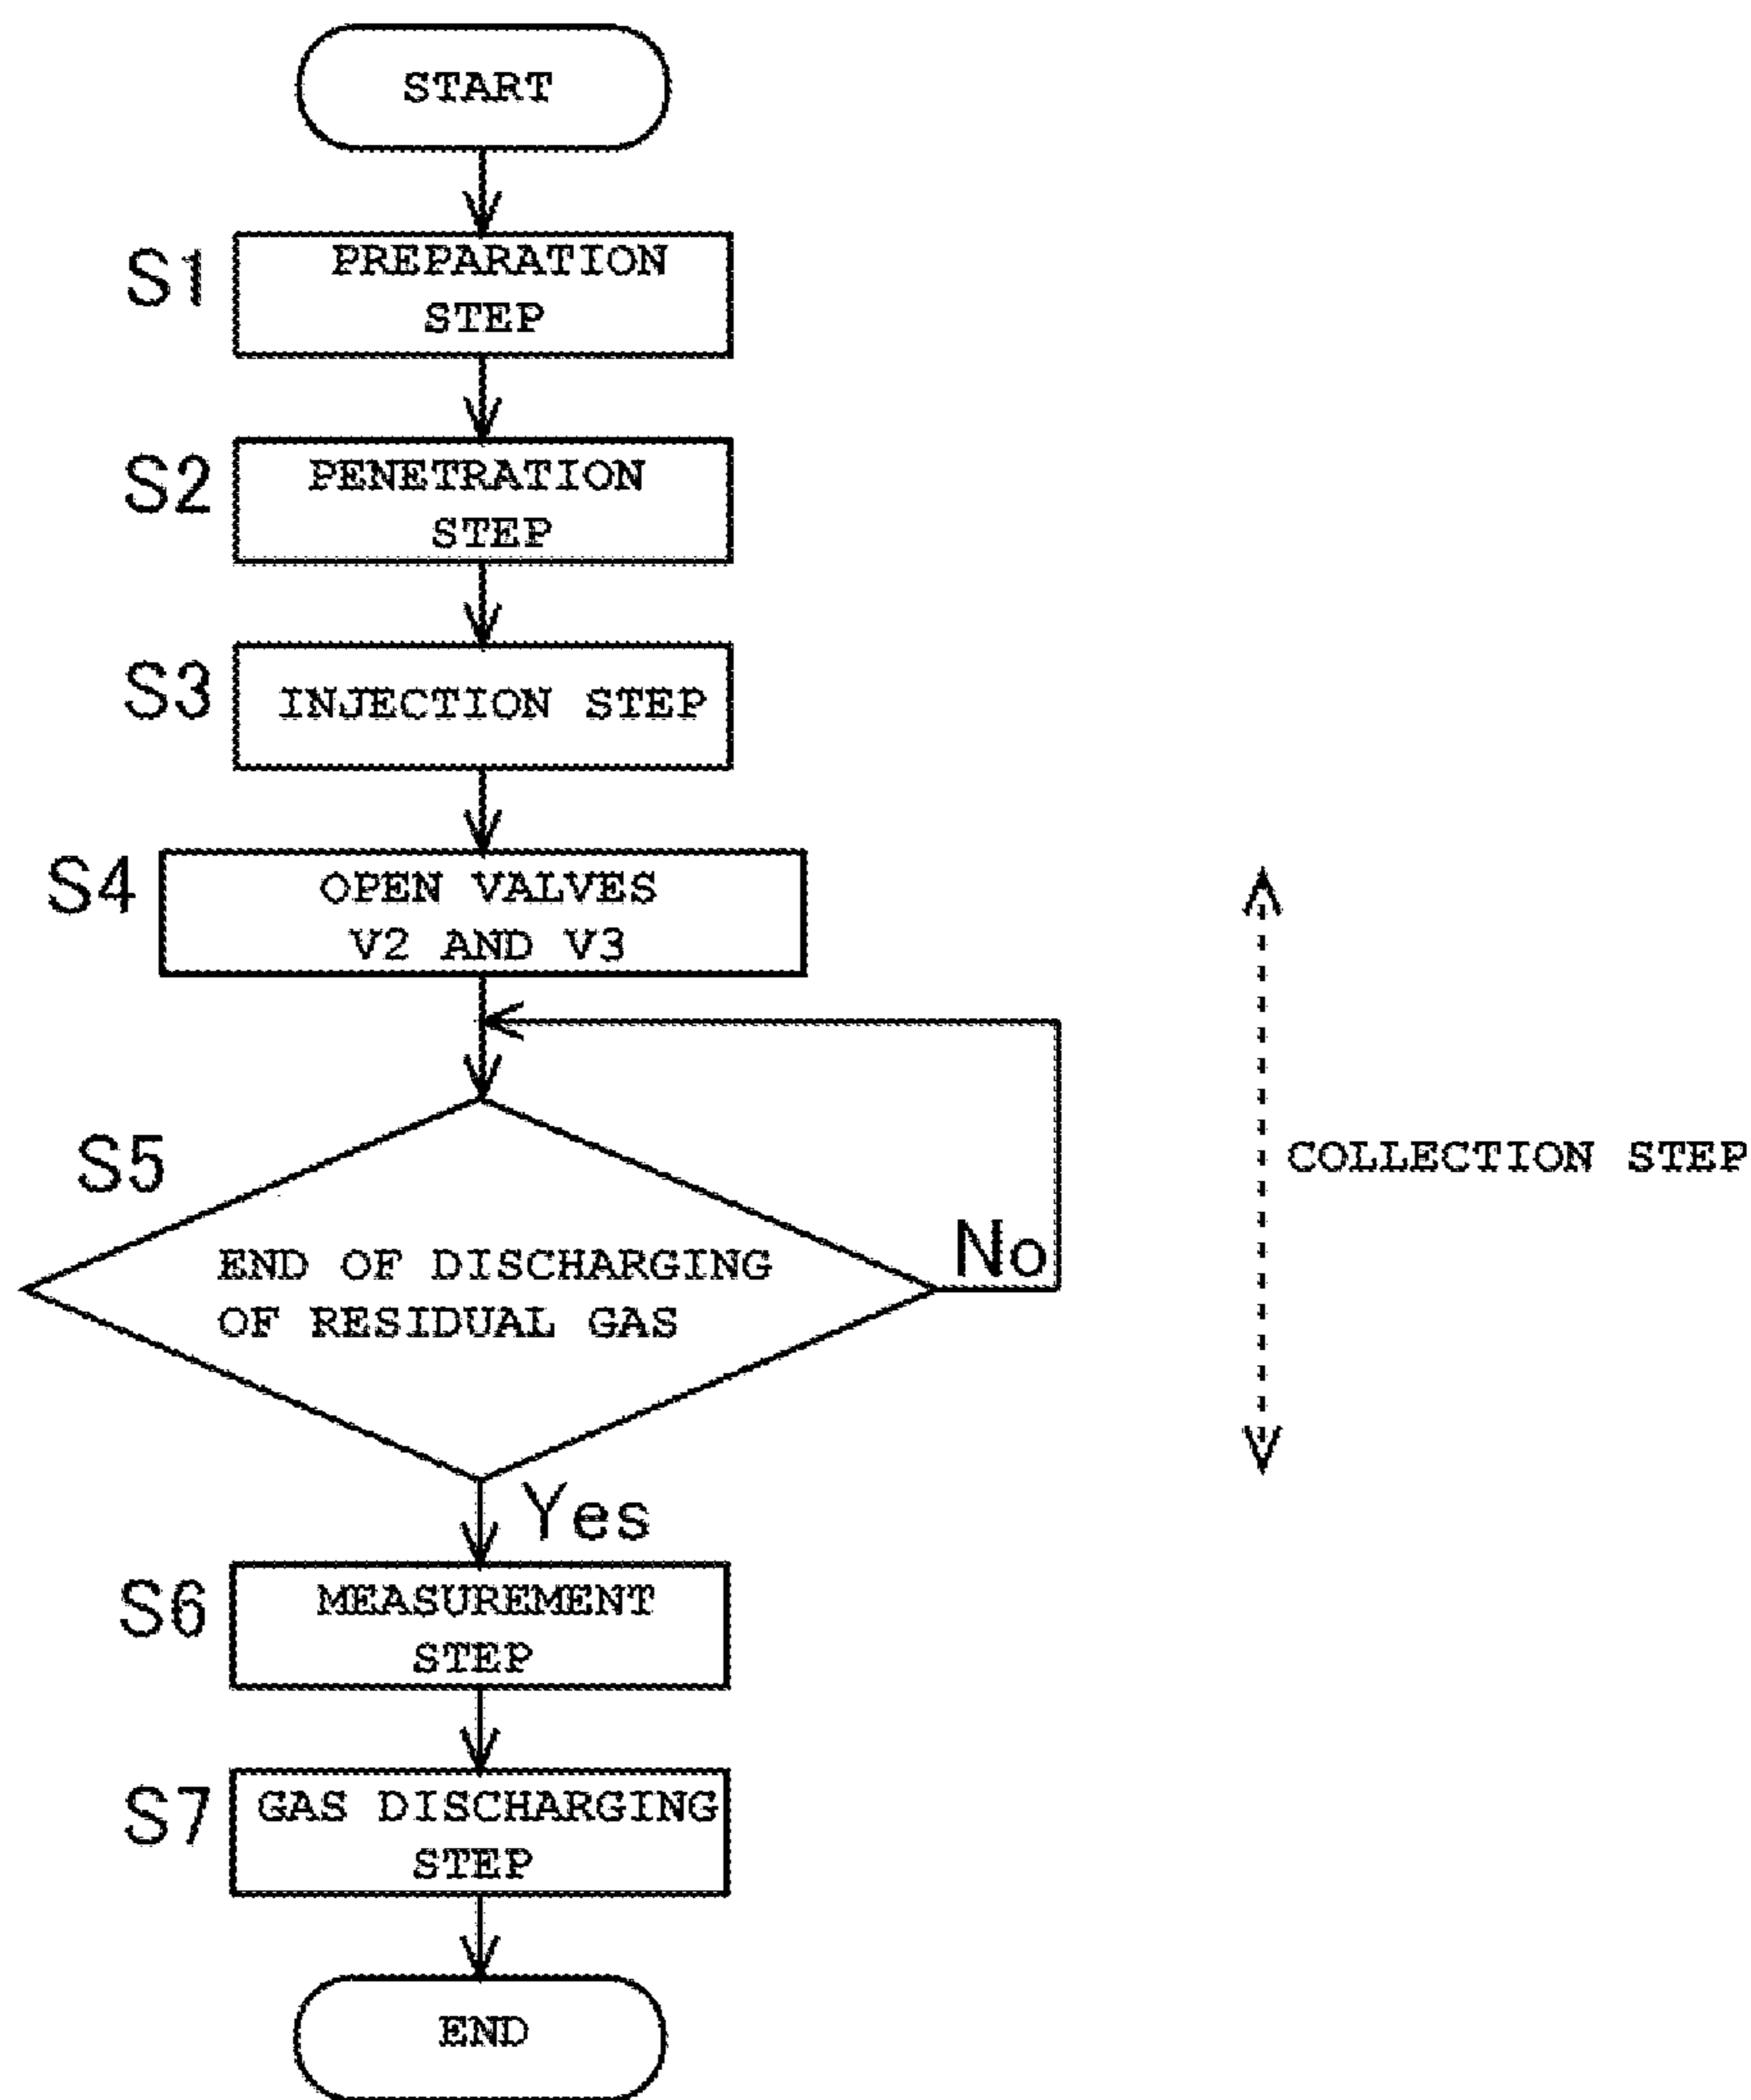 START
S1
PREPARATION
STEP
S2
PENETRATION
STEP
S3
INJECTION STEP
S4
OPEN VALVES
V2 AND V3
S5
END OF DISCHARGING
OF RESIDUAL GAS
No
COLLECTION STEP
Yes
S6
MEASUREMENT
STEP
S7
GAS DISCHARGING
STEP
END